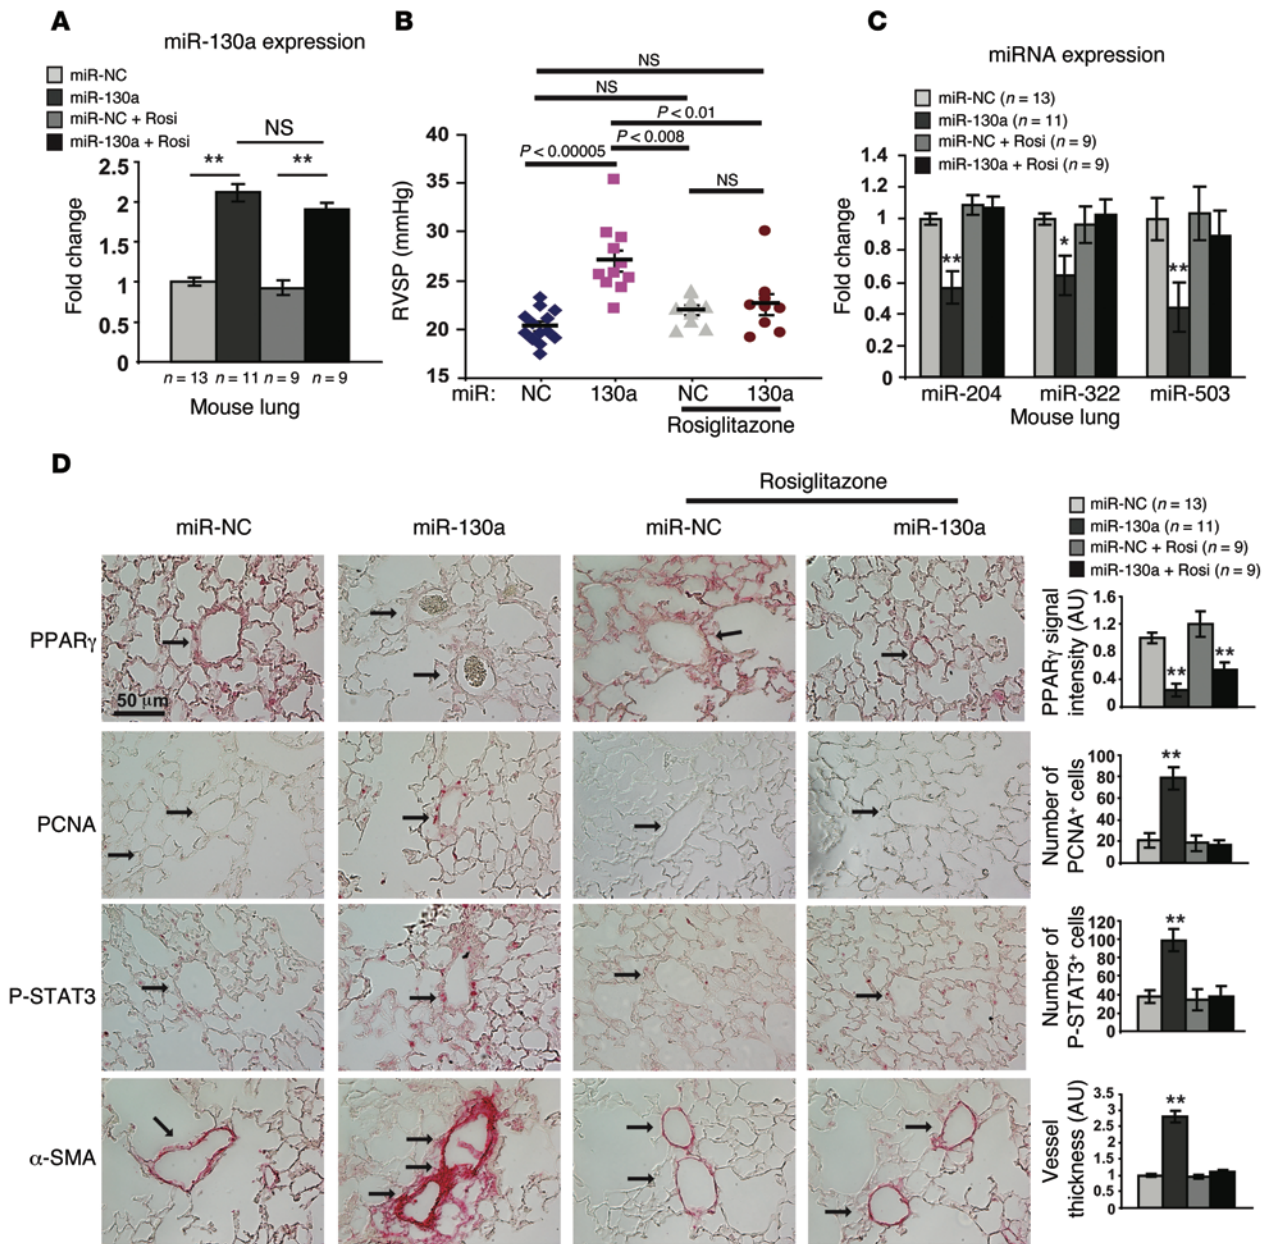 A
miR-130a expression
miR-NC
miR-130a
miR-NC + Rosi
miR-130a + Rosi
NS
**
**
2.5
2
1.5
1
0.5
0
Fold change
n = 13 n = 11 n = 9 n = 9
Mouse lung
B
NS
NS
P < 0.01
P < 0.008
P < 0.00005
NS
40
35
30
25
20
15
RVSP (mmHg)
miR: NC 130a NC 130a
Rosiglitazone
C
miRNA expression
miR-NC (n = 13)
miR-130a (n = 11)
miR-NC + Rosi (n = 9)
miR-130a + Rosi (n = 9)
1.4
1.2
1
0.8
0.6
0.4
0.2
0
Fold change
**
*
**
miR-204 miR-322 miR-503
Mouse lung
D
Rosiglitazone
miR-NC miR-130a miR-NC miR-130a
miR-NC (n = 13)
miR-130a (n = 11)
miR-NC + Rosi (n = 9)
miR-130a + Rosi (n = 9)
PPARγ
50 μm
PPARγ signal
intensity (AU)
1.6
1.2
0.8
0.4
0
**
**
PCNA
Number of
PCNA⁺ cells
100
80
60
40
20
0
**
P-STAT3
Number of
P-STAT3⁺ cells
120
100
80
60
40
20
0
**
α-SMA
Vessel
thickness (AU)
3.5
3
2.5
2
1.5
1
0.5
0
**